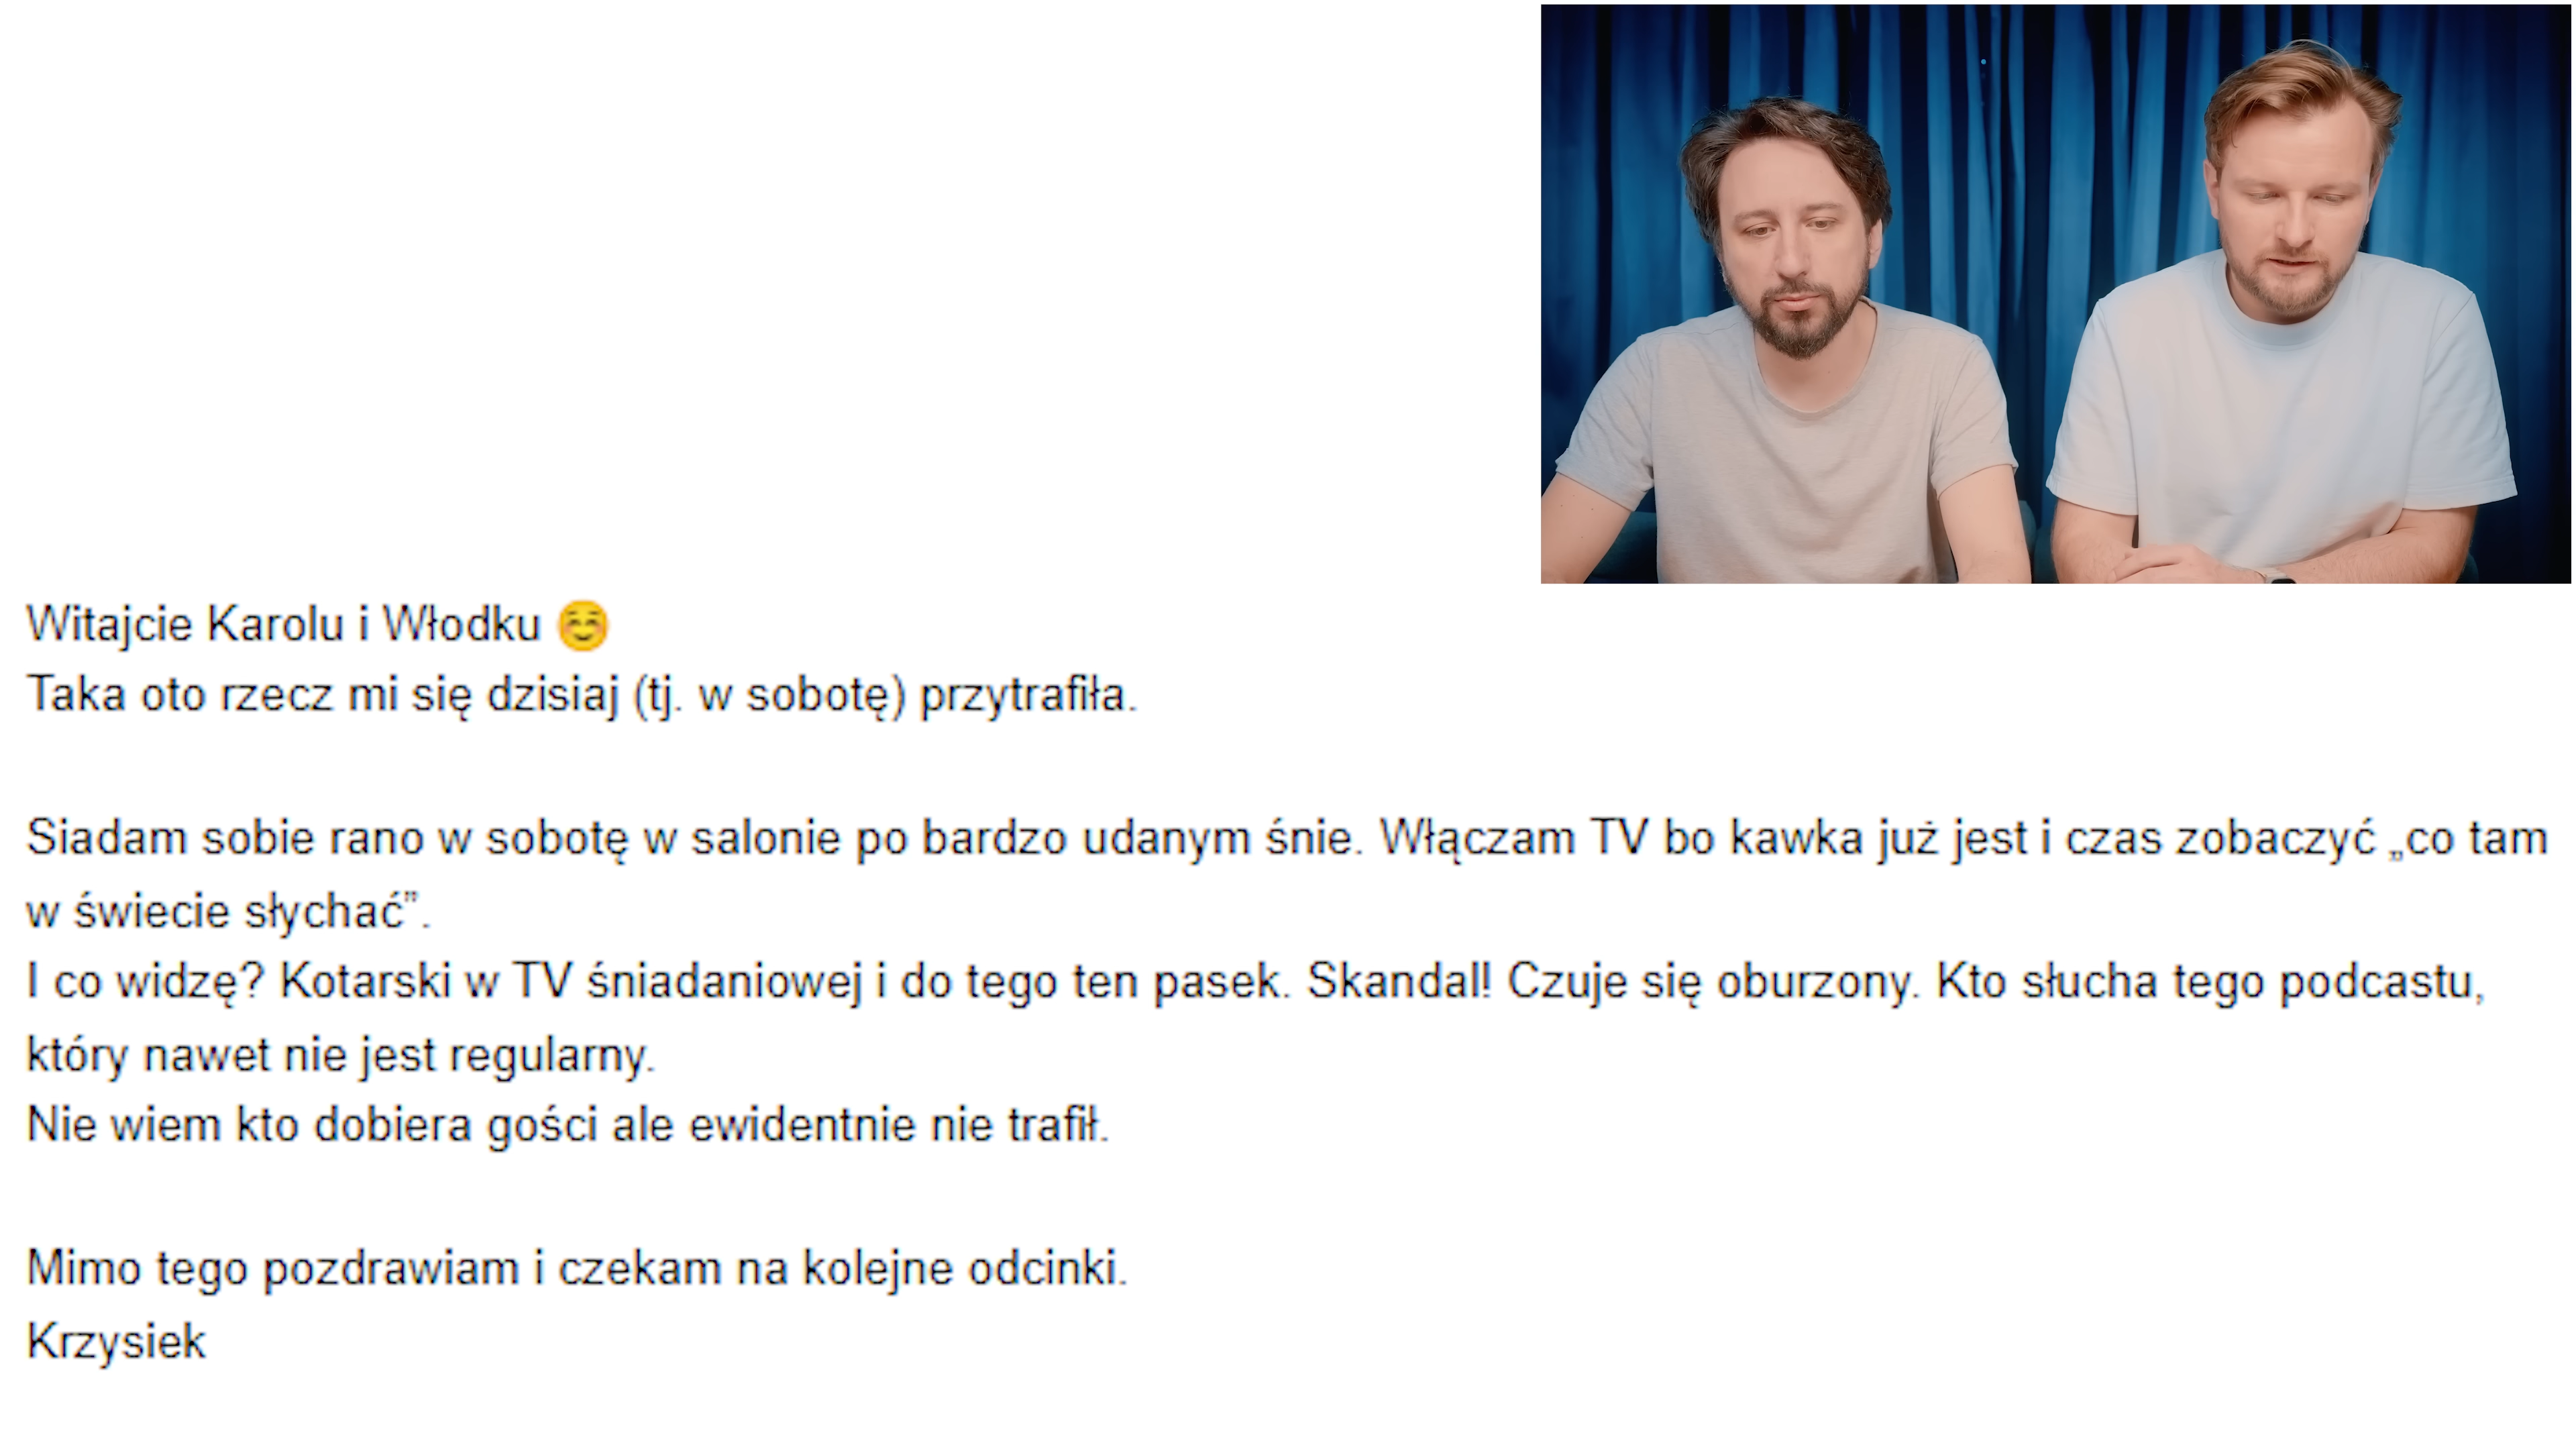 Witajcie Karolu i Włodku ☺️
Taka oto rzecz mi się dzisiaj (tj. w sobotę) przytrafiła.
Siadam sobie rano w sobotę w salonie po bardzo udanym śnie. Włączam TV bo kawka już jest i czas zobaczyć „co tam
w świecie słychać”.
I co widzę? Kotarski w TV śniadaniowej i do tego ten pasek. Skandal! Czuje się oburzony. Kto słucha tego podcastu,
który nawet nie jest regularny.
Nie wiem kto dobiera gości ale ewidentnie nie trafił.
Mimo tego pozdrawiam i czekam na kolejne odcinki.
Krzysiek